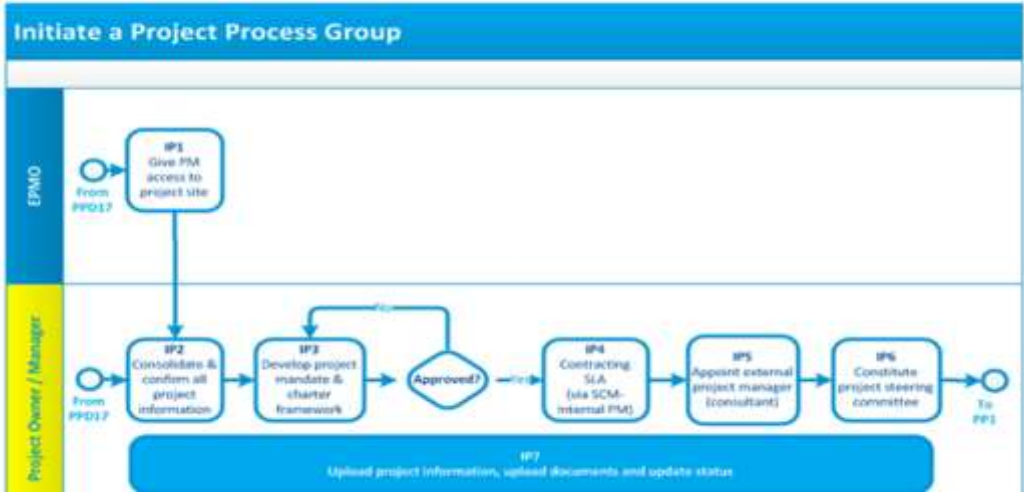 Initiate a Project Process Group
EPMO
From
PPD17
IP1
Give PM
access to
project site
Project Owner / Manager
From
PPD17
IP2
Consolidate &
confirm all
project
information
IP3
Develop project
mandate &
charter
framework
No
Approved?
Yes
IP4
Contracting
SLA
(via SCM-
Internal PM)
IP5
Appoint external
project manager
(consultant)
IP6
Constitute
project steering
committee
To
PP1
IP7
Upload project information, upload documents and update status